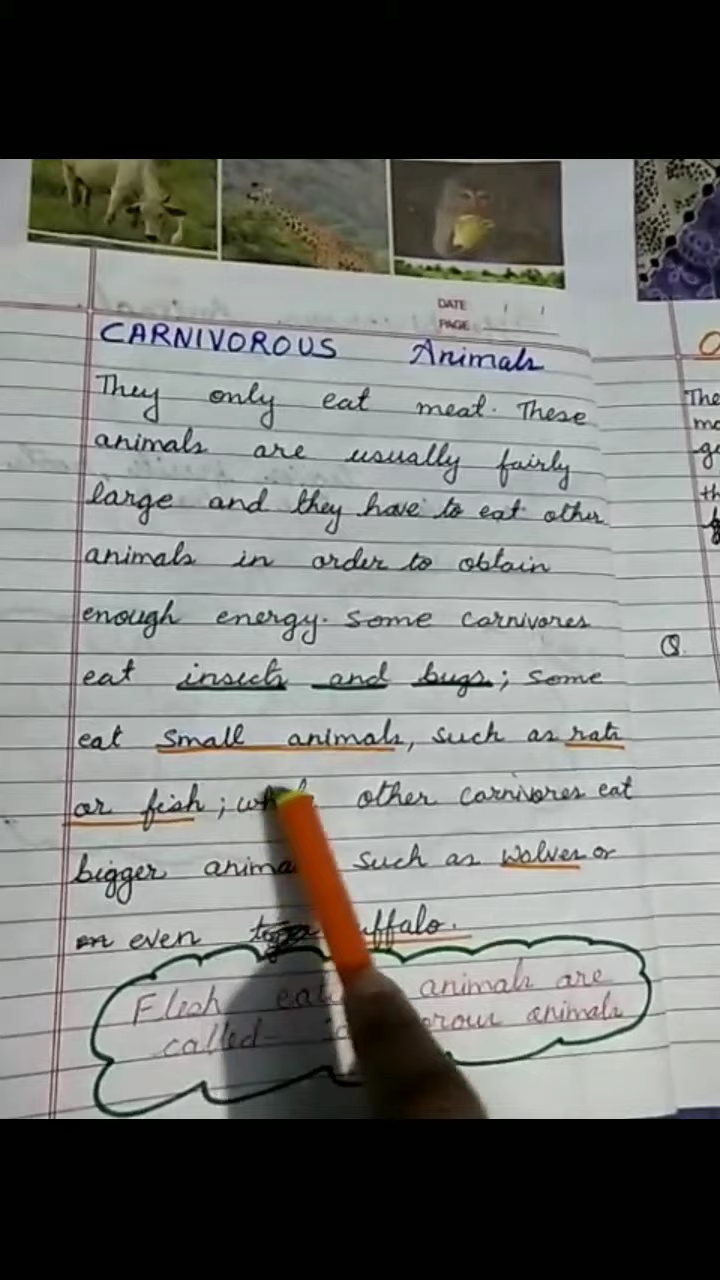 DATE
PAGE
CARNIVOROUS Animals
They only eat meat. These
animals are usually fairly
large and they have to eat other
animals in order to obtain
enough energy. Some carnivores
eat insects and bugs; some
eat small animals, such as rats
or fish; other carnivores eat
bigger such as wolves or
even
Flesh animals are
called animals
The
Q.